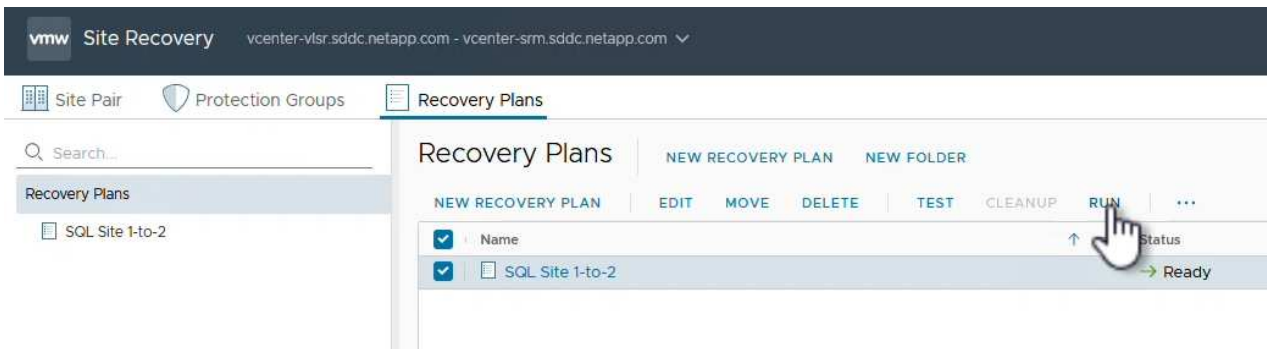 vmw Site Recovery vcenter-vlsr.sddc.netapp.com - vcenter-srm.sddc.netapp.com
Site Pair Protection Groups Recovery Plans
Search...
Recovery Plans
SQL Site 1-to-2
Recovery Plans NEW RECOVERY PLAN NEW FOLDER
NEW RECOVERY PLAN EDIT MOVE DELETE TEST CLEANUP RUN ...
Name Status
SQL Site 1-to-2 Ready